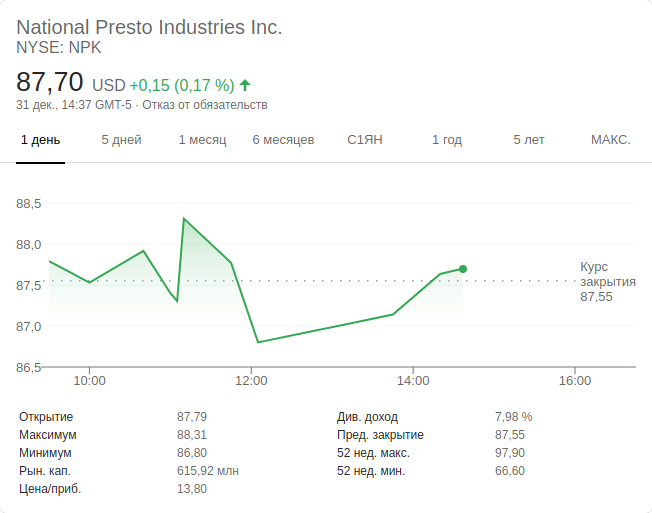 National Presto Industries Inc.
NYSE: NPK
87,70 USD +0,15 (0,17 %)
31 дек., 14:37 GMT-5 · Отказ от обязательств
1 день 5 дней 1 месяц 6 месяцев С1ЯН 1 год 5 лет МАКС.
88,5
88,0
87,5
87,0
86,5
Курс
закрытия
87,55
10:00 12:00 14:00 16:00
Открытие 87,79 Див. доход 7,98 %
Максимум 88,31 Пред. закрытие 87,55
Минимум 86,80 52 нед. макс. 97,90
Рын. кап. 615,92 млн 52 нед. мин. 66,60
Цена/приб. 13,80